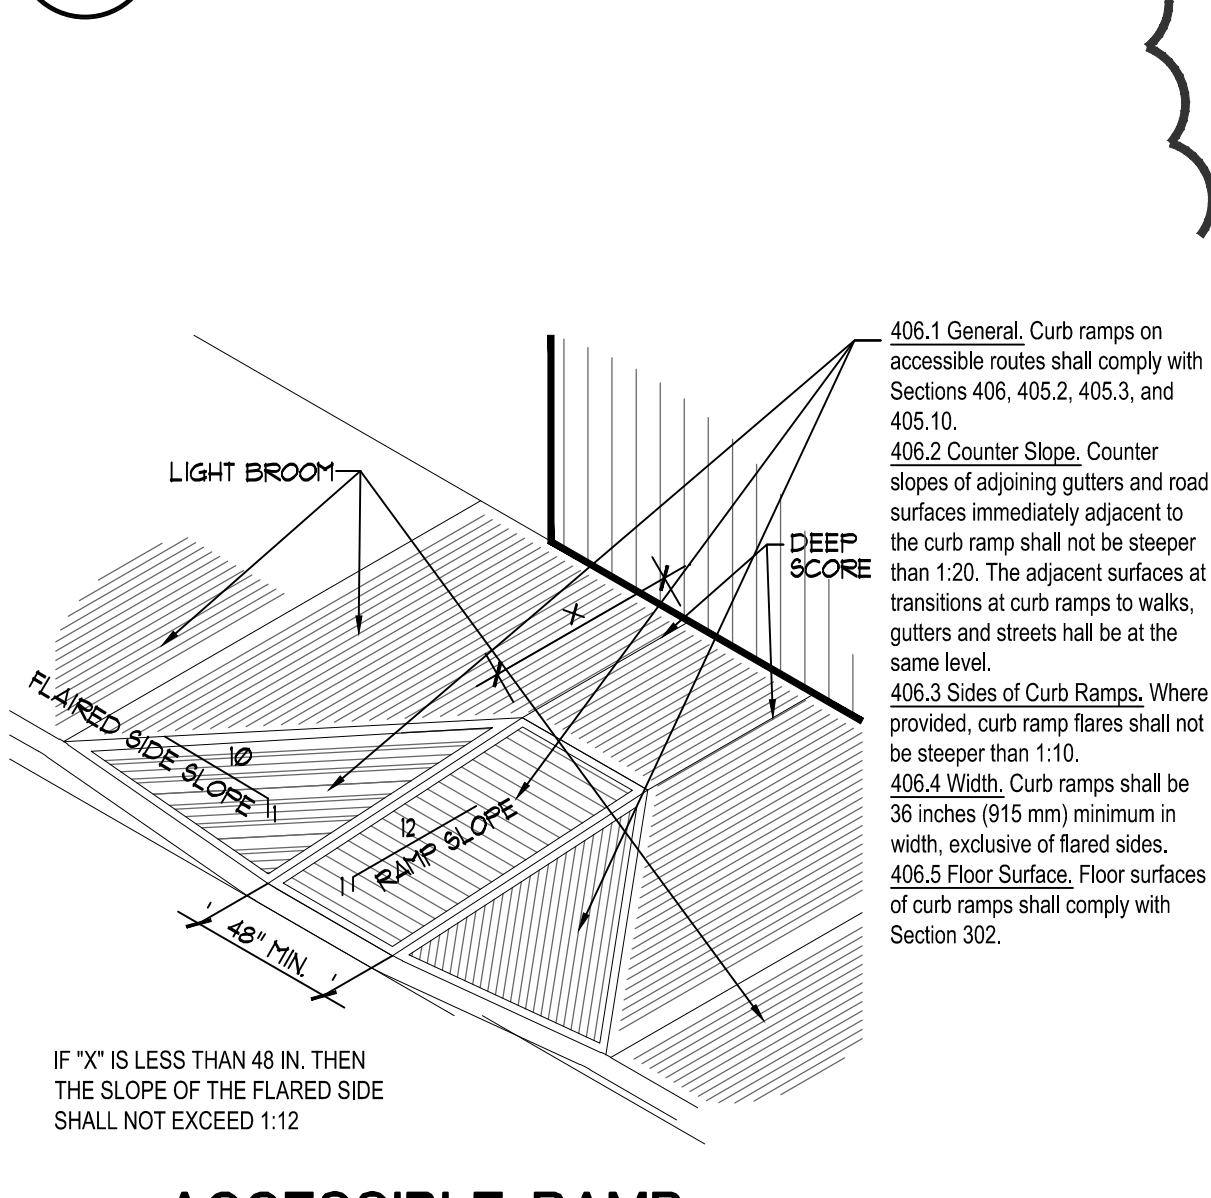 406.1 General. Curb ramps on
accessible routes shall comply with
Sections 406, 405.2, 405.3, and
405.10.
406.2 Counter Slope. Counter
slopes of adjoining gutters and road
surfaces immediately adjacent to
the curb ramp shall not be steeper
than 1:20. The adjacent surfaces at
transitions at curb ramps to walks,
gutters and streets hall be at the
same level.
406.3 Sides of Curb Ramps. Where
provided, curb ramp flares shall not
be steeper than 1:10.
406.4 Width. Curb ramps shall be
36 inches (915 mm) minimum in
width, exclusive of flared sides.
406.5 Floor Surface. Floor surfaces
of curb ramps shall comply with
Section 302.
LIGHT BROOM
DEEP
SCORE
X
FLAIRED SIDE SLOPE
10
1
12
1
RAMP SLOPE
48" MIN.
IF "X" IS LESS THAN 48 IN. THEN
THE SLOPE OF THE FLARED SIDE
SHALL NOT EXCEED 1:12
ACCESSIBLE RAMP